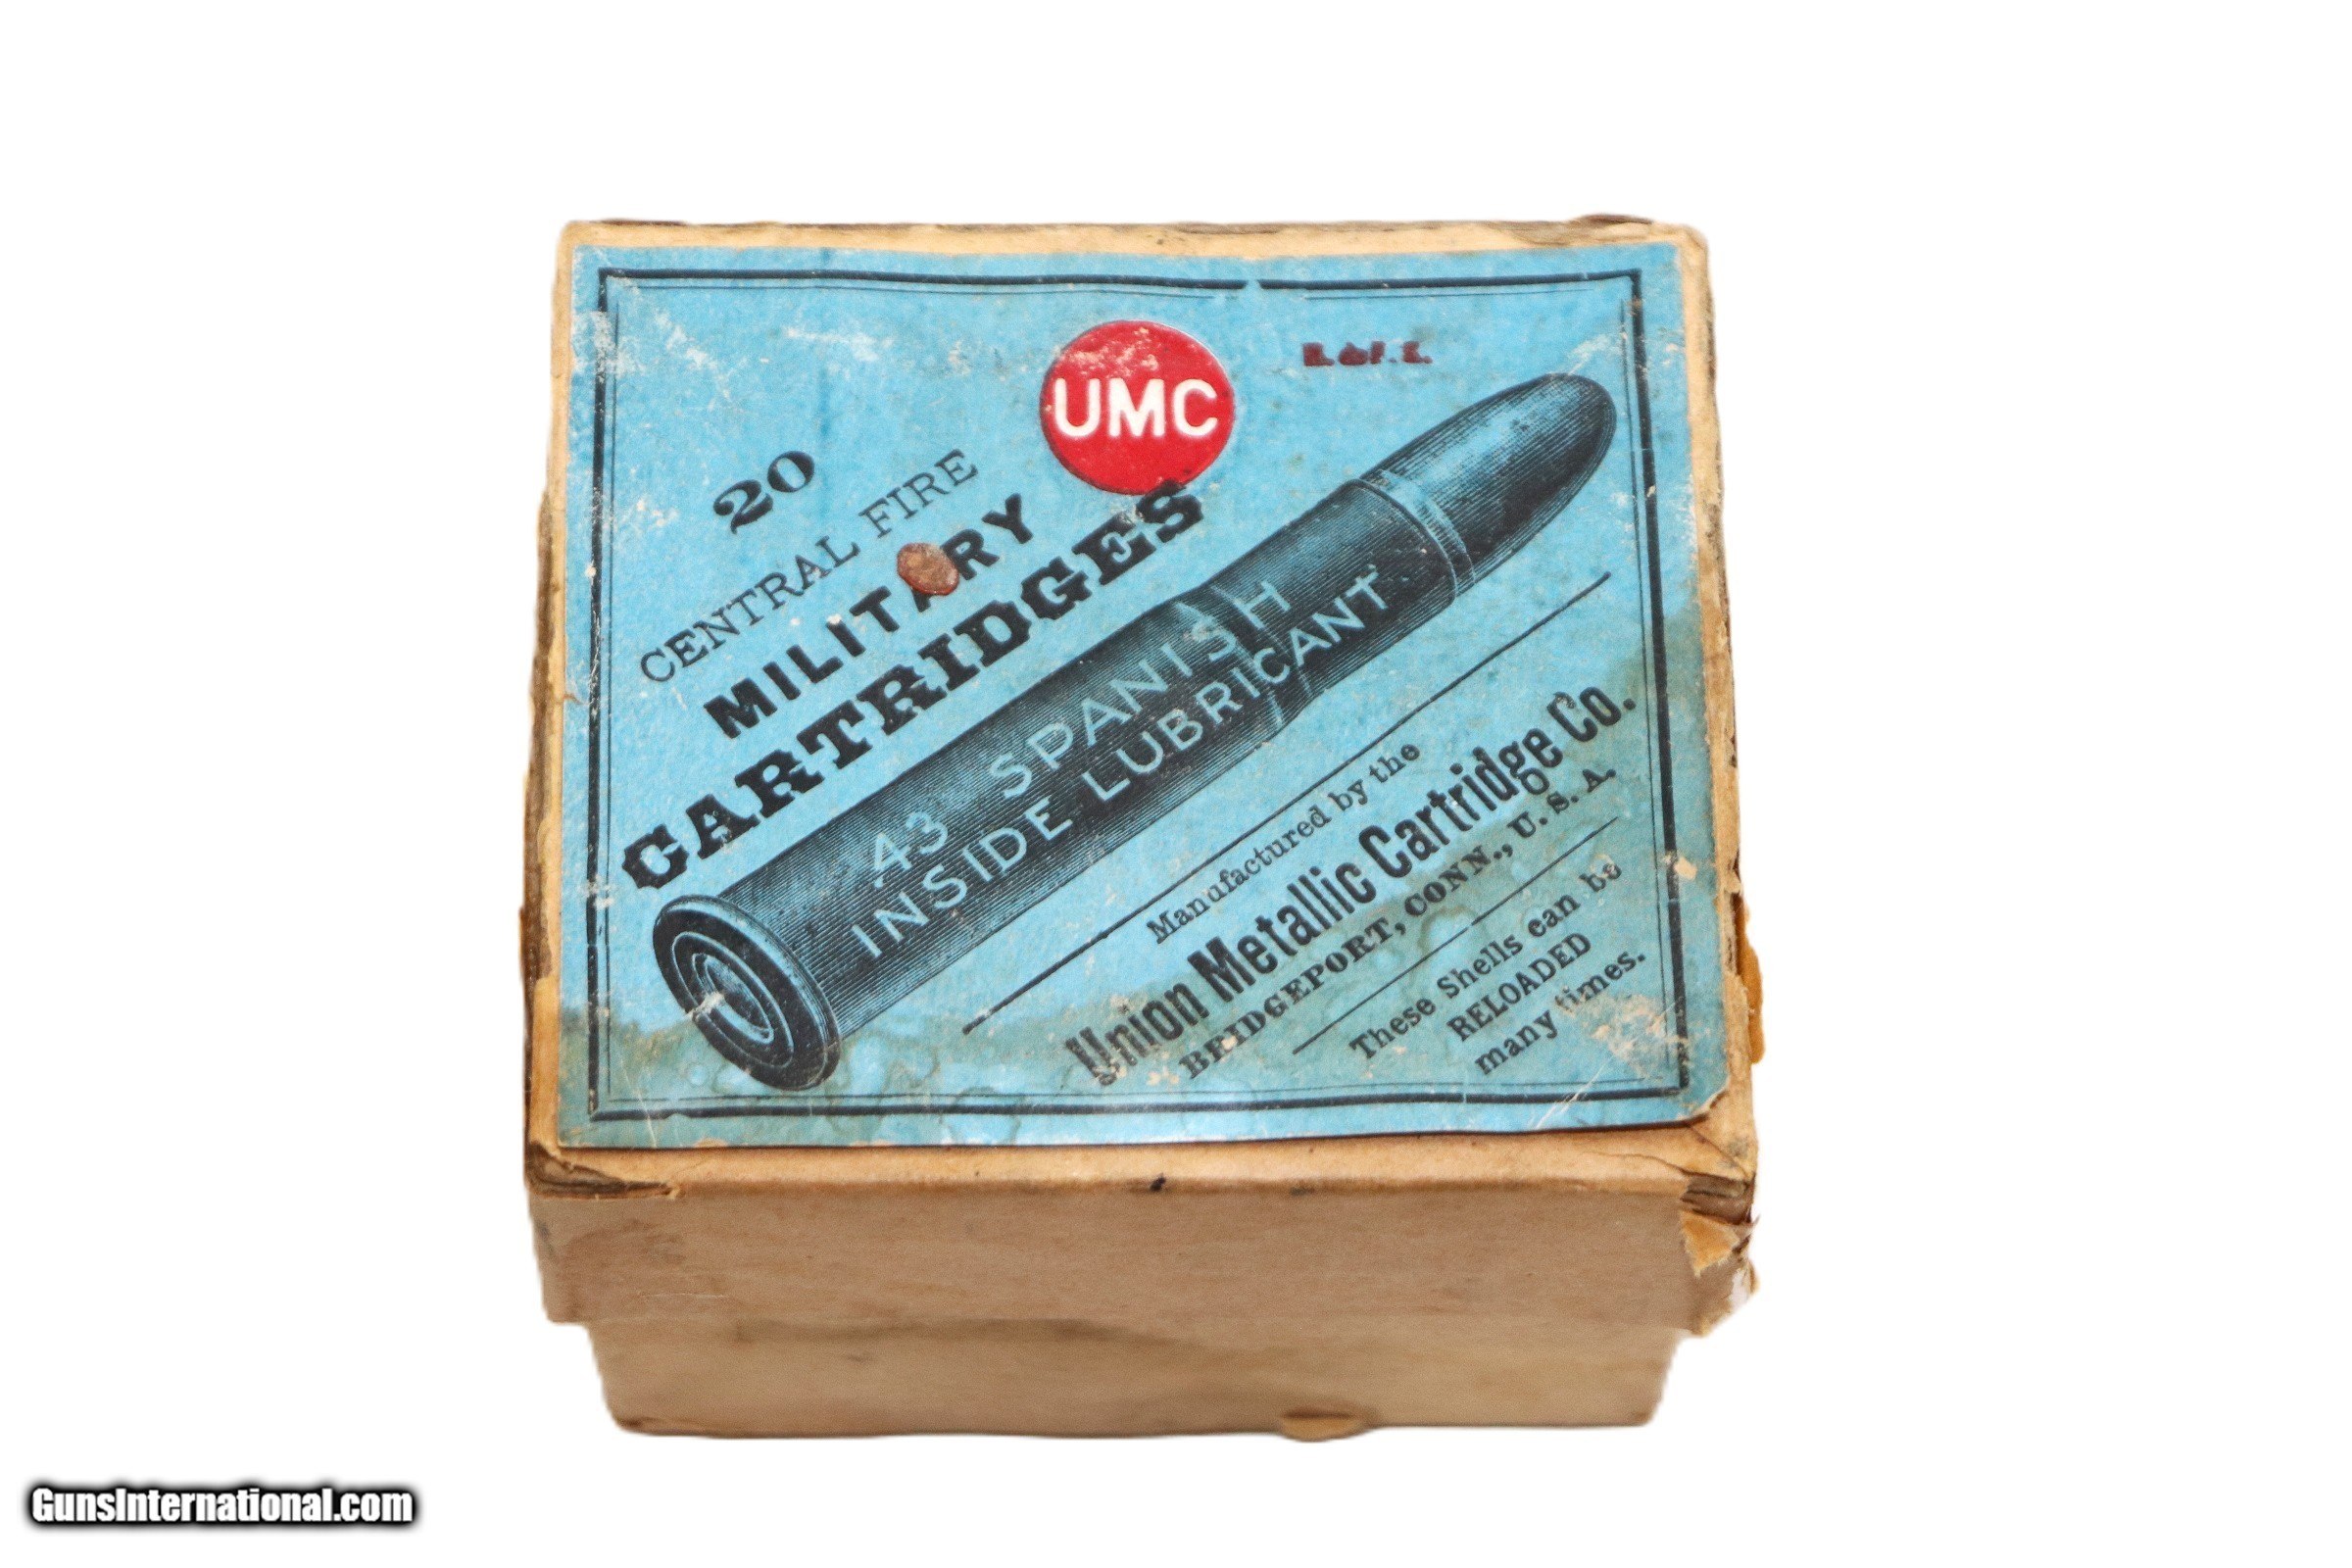 UMC
20
CENTRAL FIRE
MILITARY
CARTRIDGES
43 SPANISH
INSIDE LUBRICANT
Manufactured by the
Union Metallic Cartridge Co.
BRIDGEPORT, CONN., U. S. A.
These Shells can be
RELOADED
many times.
GunsInternational.com